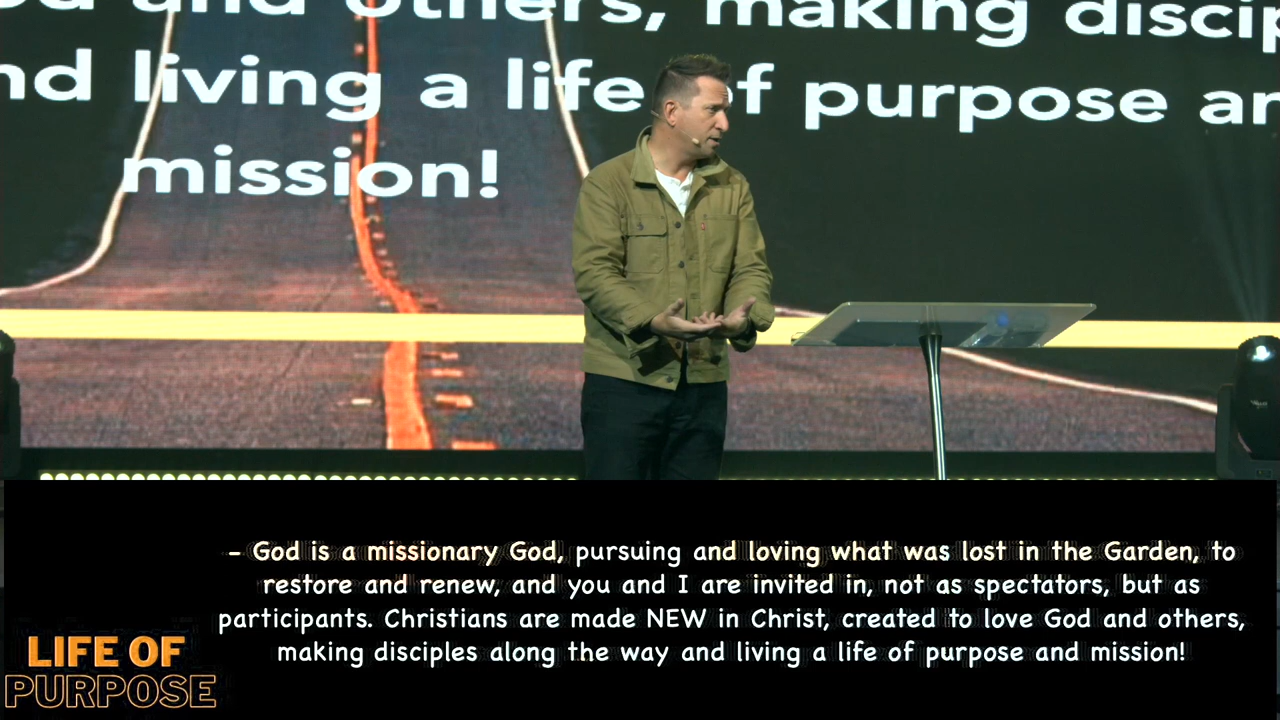 od and others, making discip
nd living a life of purpose an
mission!
– God is a missionary God, pursuing and loving what was lost in the Garden, to
restore and renew, and you and I are invited in, not as spectators, but as
participants. Christians are made NEW in Christ, created to love God and others,
making disciples along the way and living a life of purpose and mission!
LIFE OF
PURPOSE